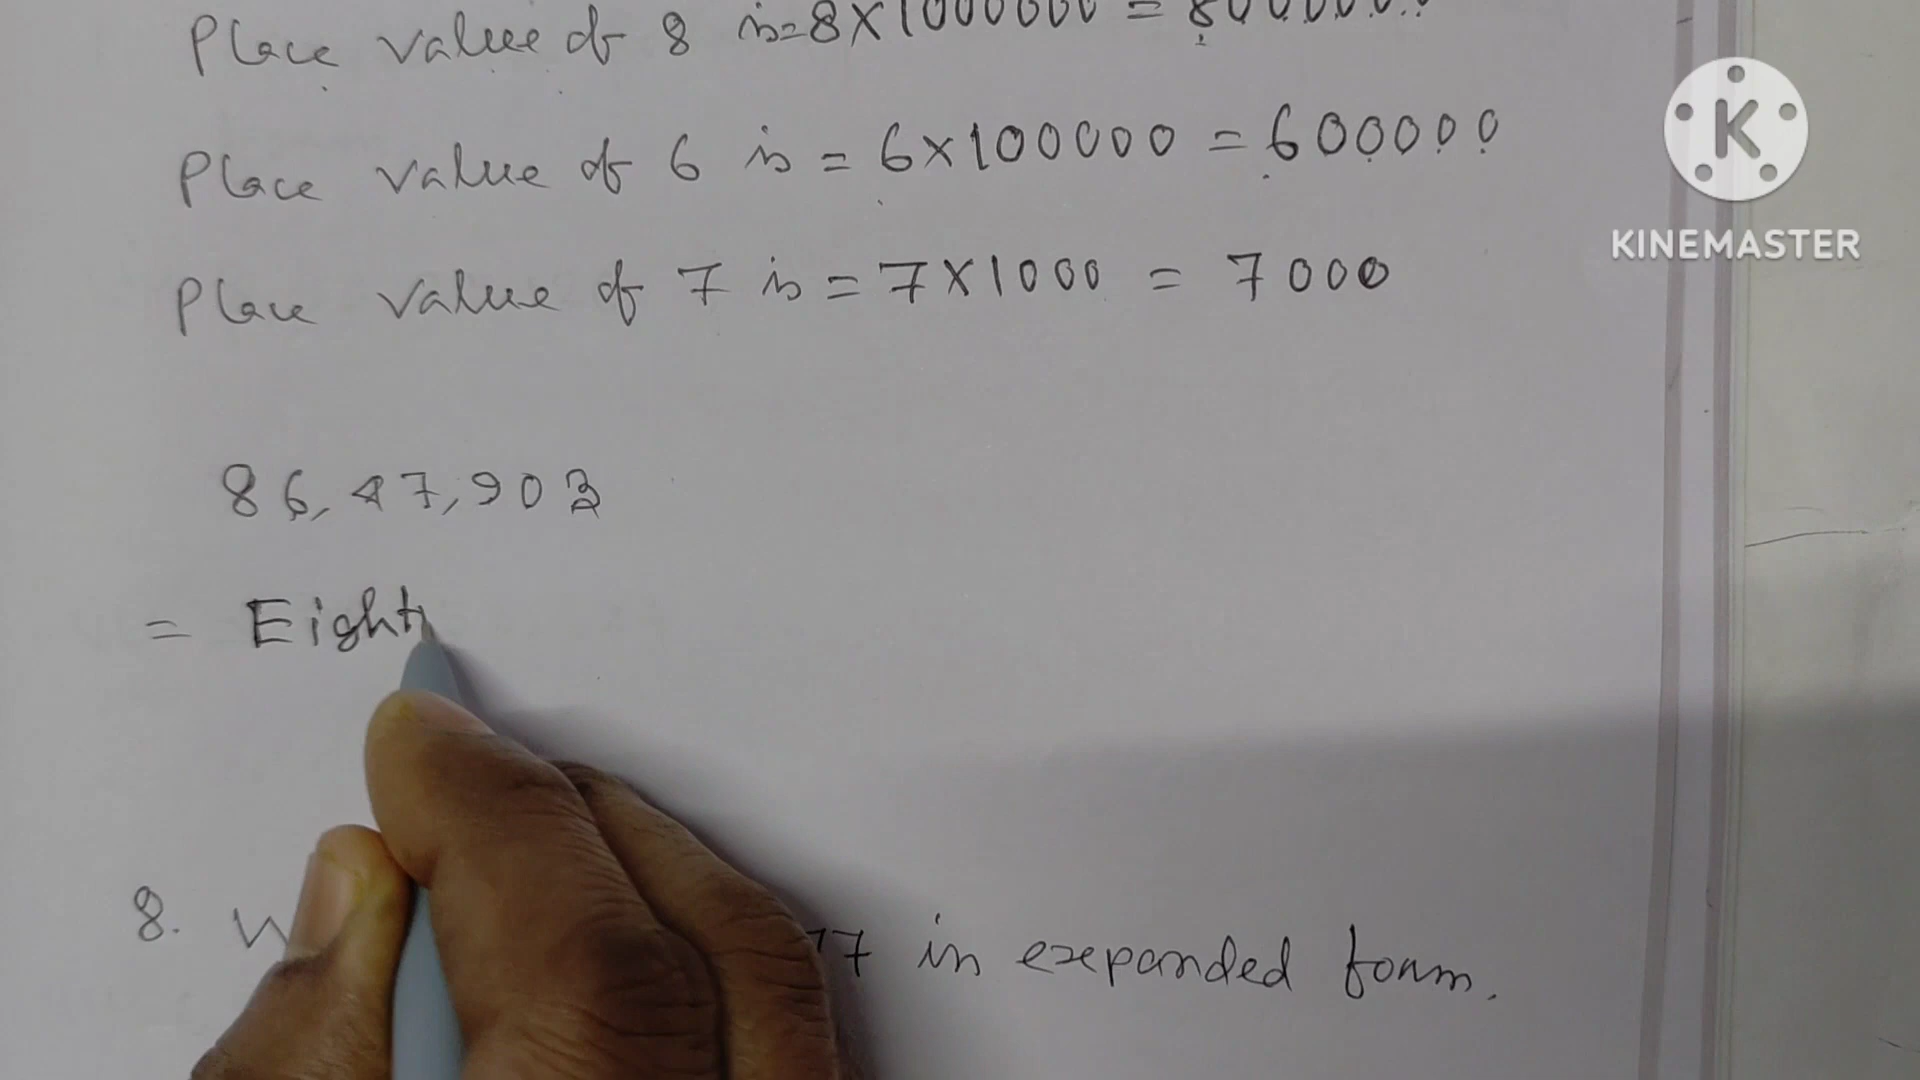 Place value of 8 is = 8 × 1000000 = 8000000
Place value of 6 is = 6 × 100000 = 600000
Place value of 7 is = 7 × 1000 = 7000
86,47,903
= Eight
8. W 77 in expanded form.
K
KINEMASTER